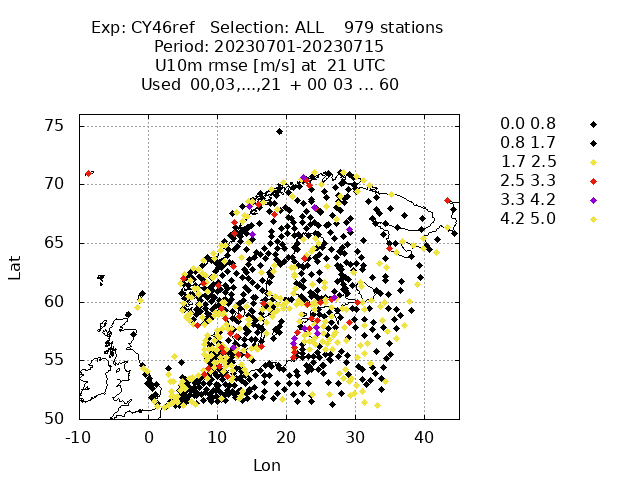 Exp: CY46ref   Selection: ALL    979 stations
Period: 20230701-20230715
U10m rmse [m/s] at  21 UTC
Used  00,03,...,21  + 00 03 ... 60
75
70
65
60
55
50
Lat
-10 0 10 20 30 40
Lon
0.0 0.8
0.8 1.7
1.7 2.5
2.5 3.3
3.3 4.2
4.2 5.0